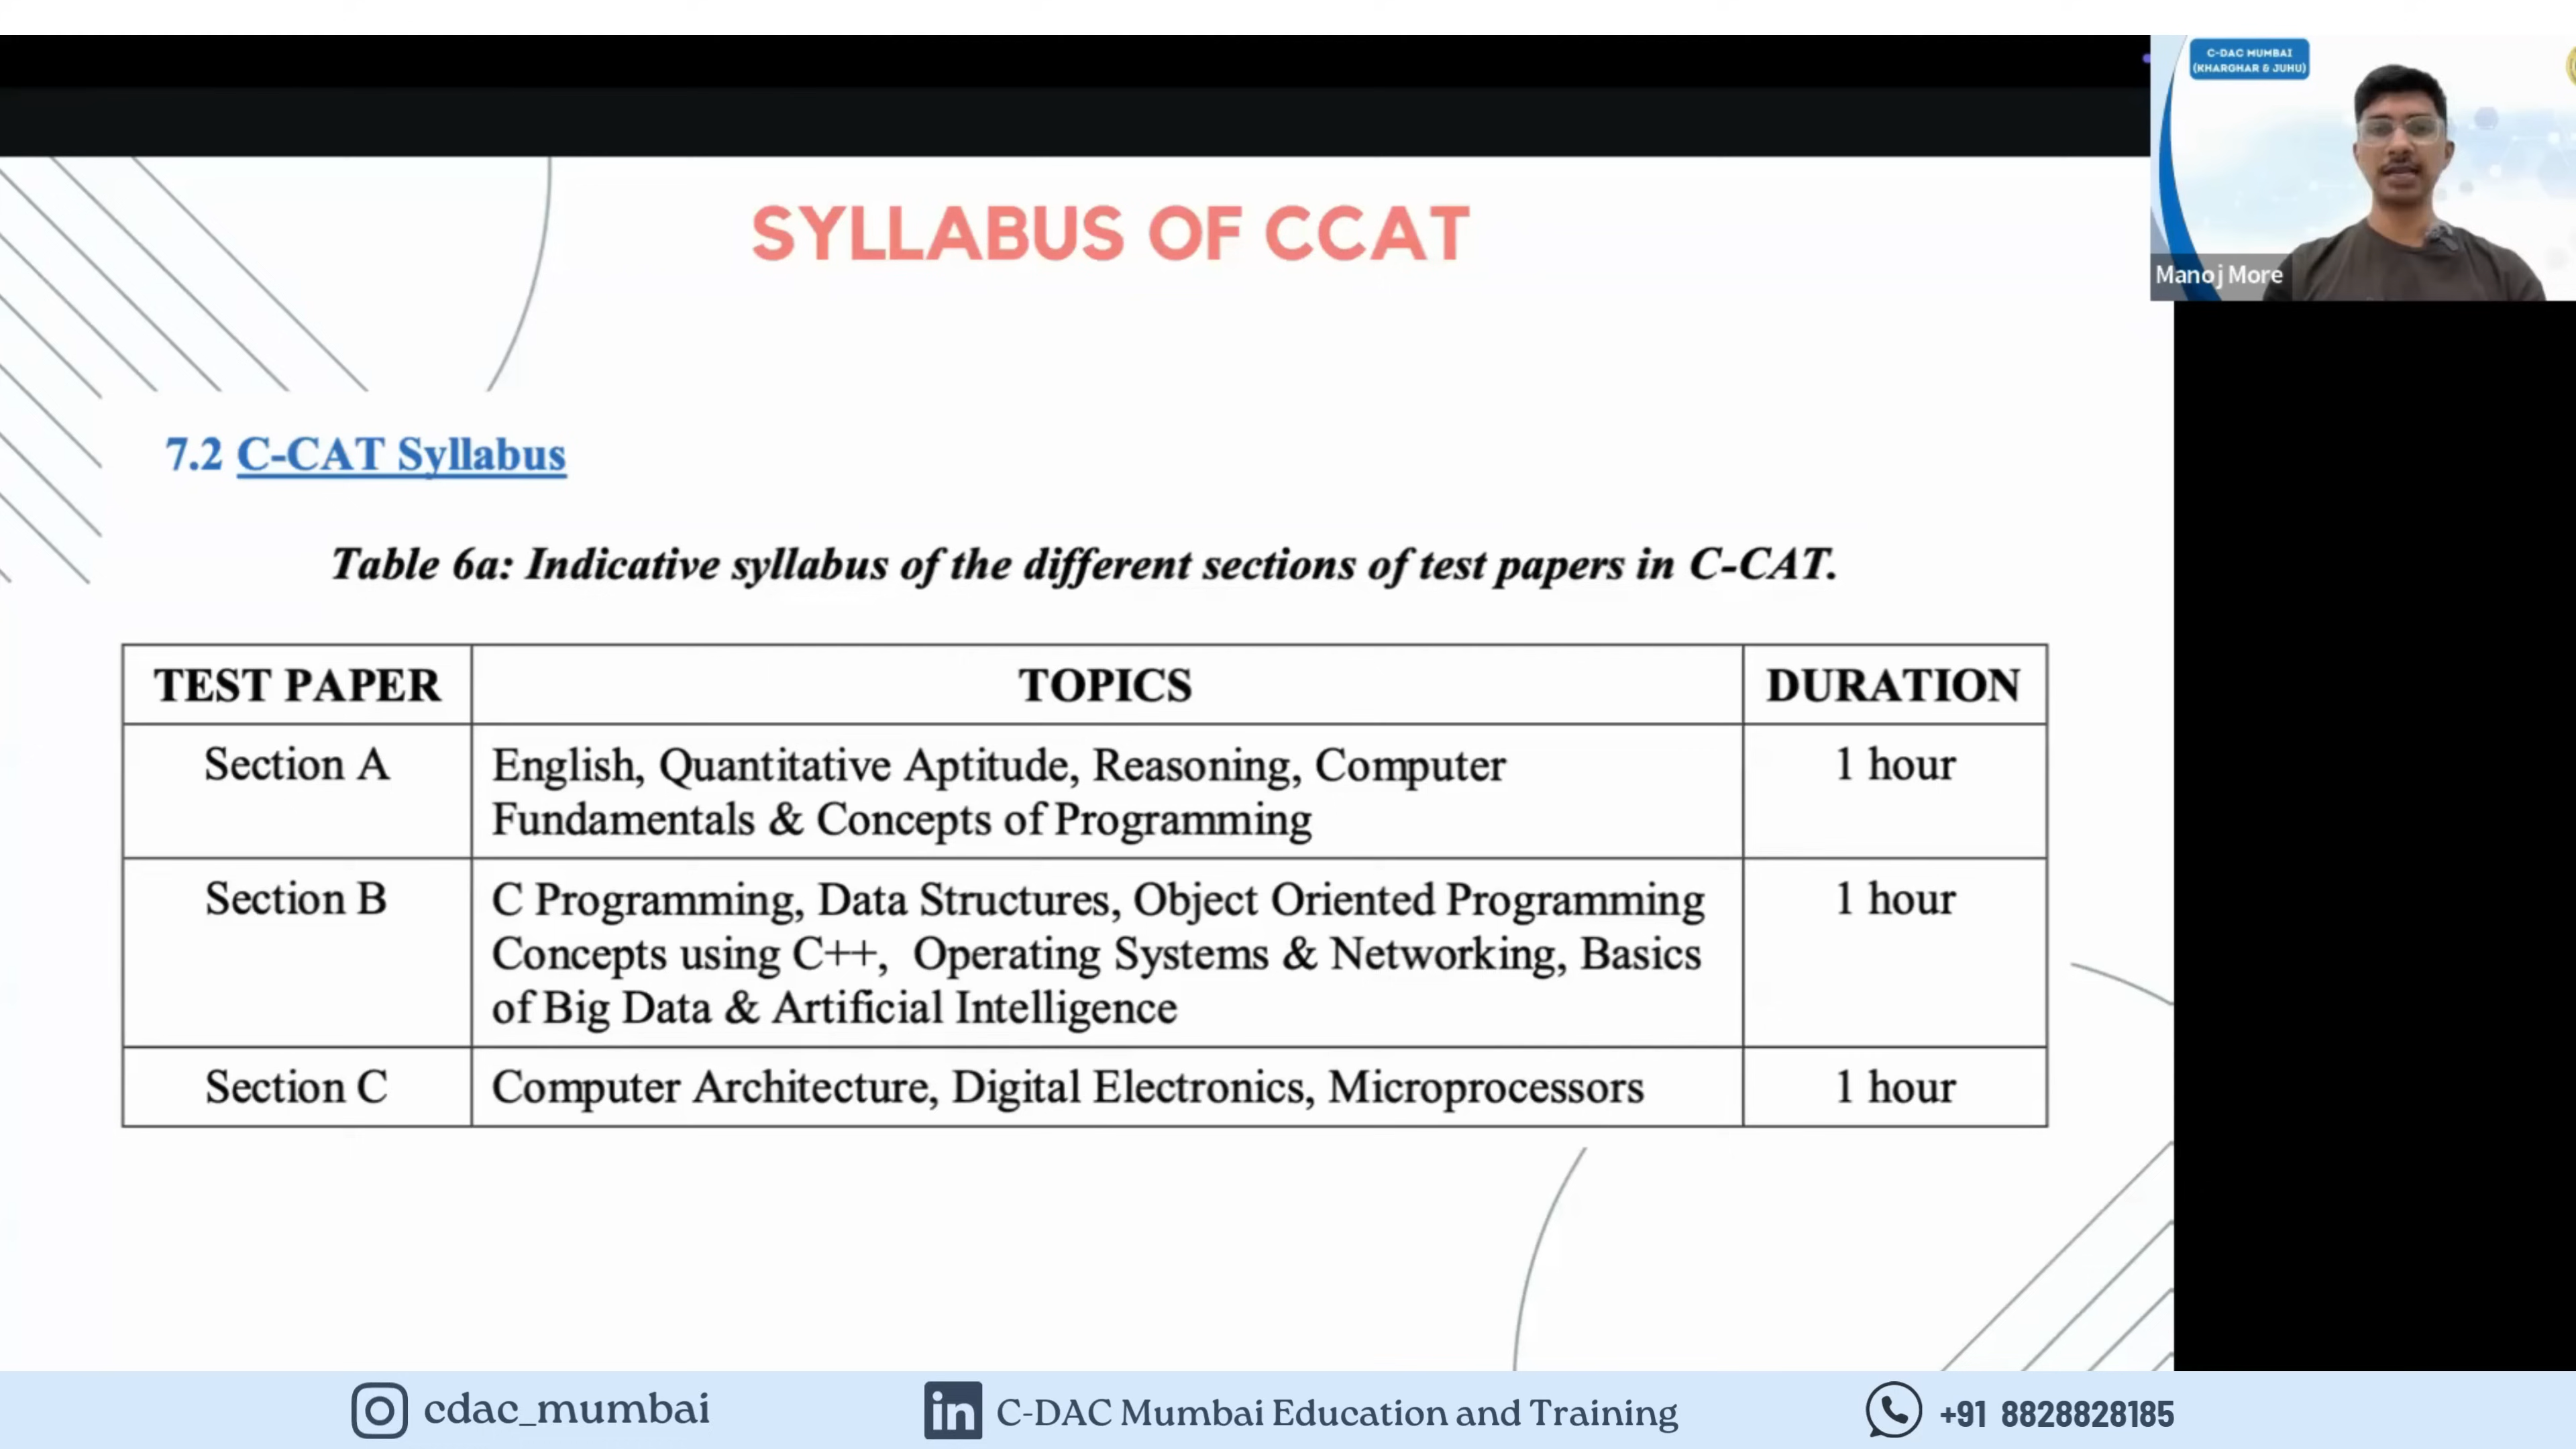 C-DAC MUMBAI
(KHARGHAR & JUHU)
Manoj More
SYLLABUS OF CCAT
7.2 C-CAT Syllabus
Table 6a: Indicative syllabus of the different sections of test papers in C-CAT.
TEST PAPER TOPICS DURATION
Section A English, Quantitative Aptitude, Reasoning, Computer 1 hour
Fundamentals & Concepts of Programming
Section B C Programming, Data Structures, Object Oriented Programming 1 hour
Concepts using C++, Operating Systems & Networking, Basics
of Big Data & Artificial Intelligence
Section C Computer Architecture, Digital Electronics, Microprocessors 1 hour
cdac_mumbai in C-DAC Mumbai Education and Training +91 8828828185